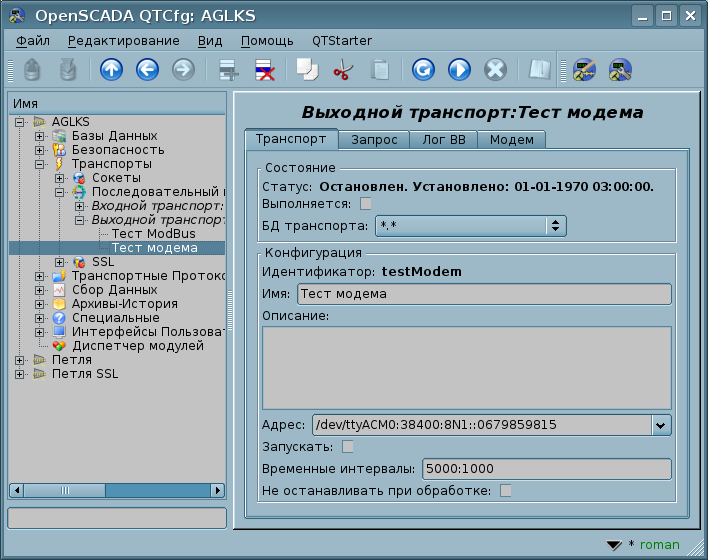 OpenSCADA QTCfg: AGLKS
Файл Редактирование Вид Помощь QTStarter
Имя
AGLKS
Базы Данных
Безопасность
Транспорты
Сокеты
Последовательный
Входной транспорт:
Выходной транспорт
Тест ModBus
Тест модема
SSL
Транспортные Протоко
Сбор Данных
Архивы-История
Специальные
Интерфейсы Пользоват
Диспетчер модулей
Петля
Петля SSL
Выходной транспорт:Тест модема
Транспорт Запрос Лог ВВ Модем
Состояние
Статус: Остановлен. Установлено: 01-01-1970 03:00:00.
Выполняется:
БД транспорта: *.*
Конфигурация
Идентификатор: testModem
Имя: Тест модема
Описание:
Адрес: /dev/ttyACM0:38400:8N1::0679859815
Запускать:
Временные интервалы: 5000:1000
Не останавливать при обработке:
* roman